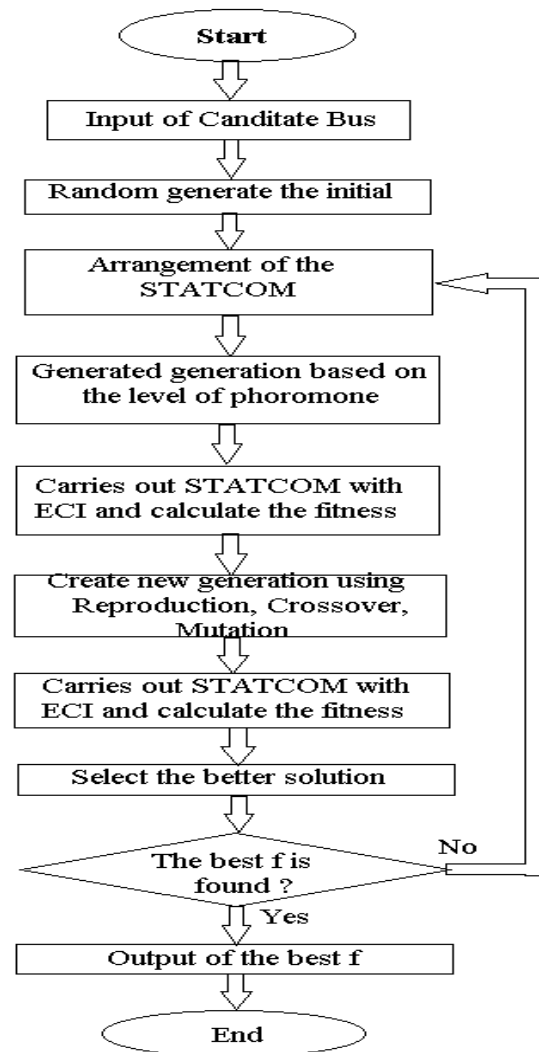 Start
Input of Canditate Bus
Random generate the initial
Arrangement of the
STATCOM
Generated generation based on
the level of phoromone
Carries out STATCOM with
ECI and calculate the fitness
Create new generation using
Reproduction, Crossover,
Mutation
Carries out STATCOM with
ECI and calculate the fitness
Select the better solution
The best f is
found ?
No
Yes
Output of the best f
End